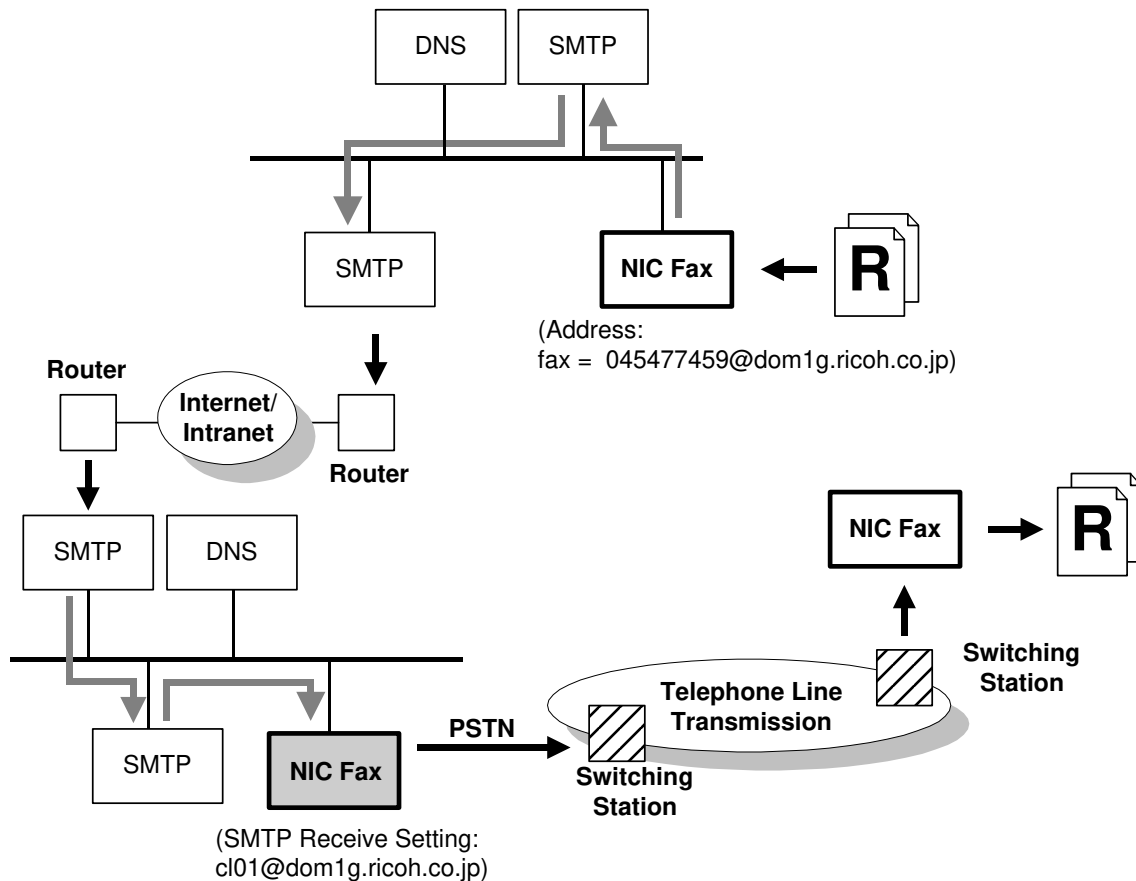 DNS
SMTP
SMTP
NIC Fax
R
(Address:
fax =  045477459@dom1g.ricoh.co.jp)
Router
Internet/
Intranet
Router
SMTP
DNS
NIC Fax
R
Switching
Station
Telephone Line
Transmission
PSTN
SMTP
NIC Fax
Switching
Station
(SMTP Receive Setting:
cl01@dom1g.ricoh.co.jp)